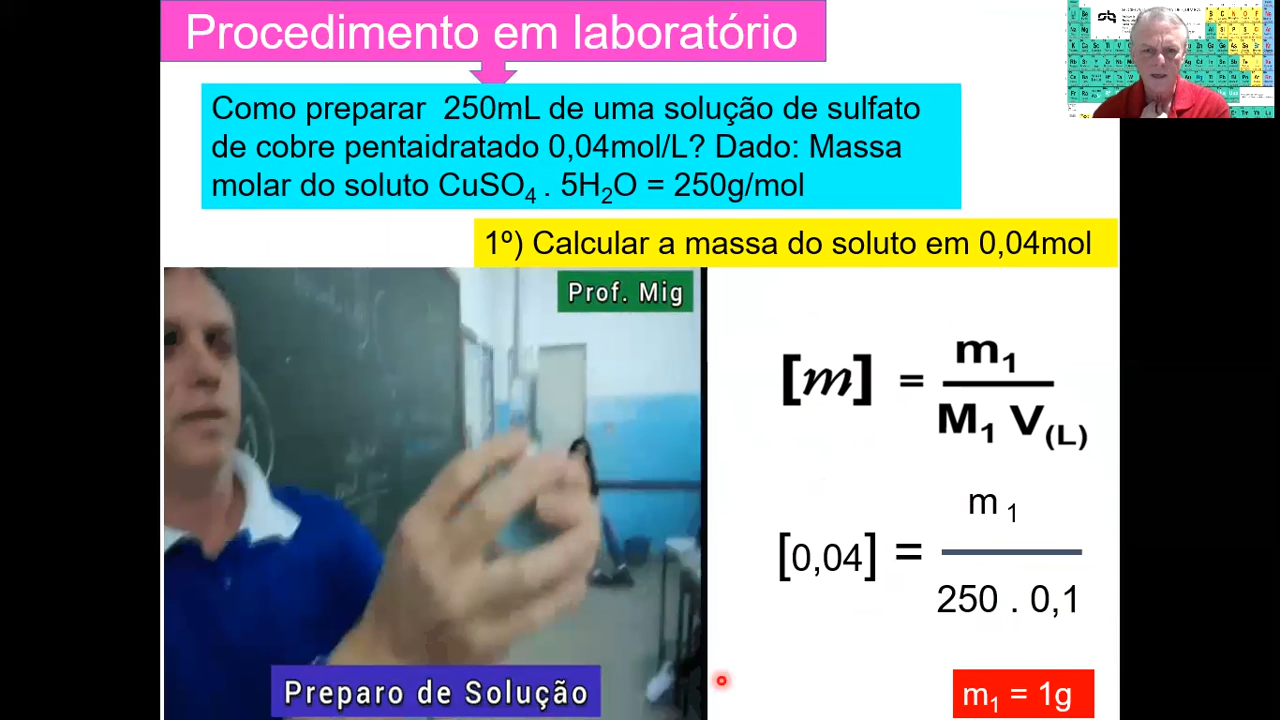 Procedimento em laboratório
Como preparar 250mL de uma solução de sulfato
de cobre pentaidratado 0,04mol/L? Dado: Massa
molar do soluto CuSO₄ . 5H₂O = 250g/mol
1º) Calcular a massa do soluto em 0,04mol
Prof. Mig
[m] = m₁
M₁ V(L)
[0,04] = m ₁
250 . 0,1
Preparo de Solução
m₁ = 1g